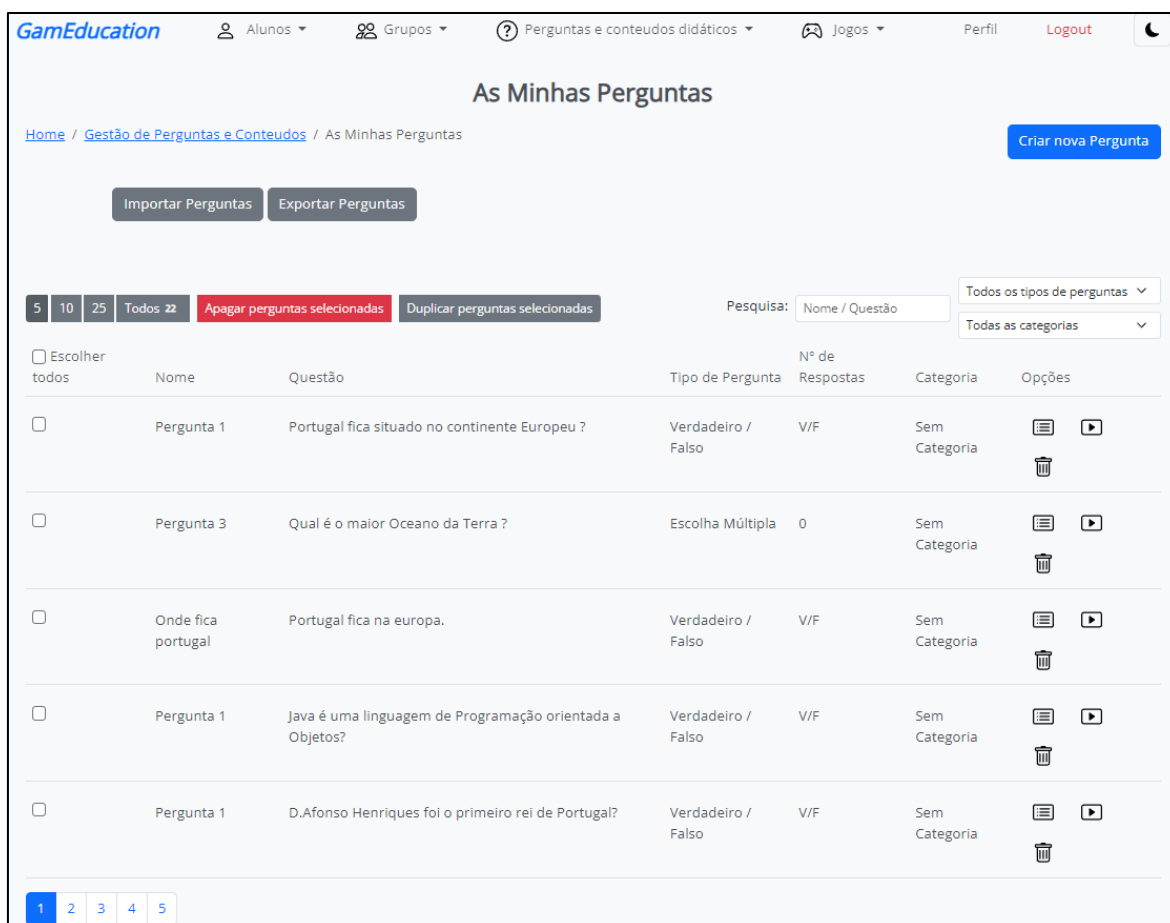 GamEducation Alunos Grupos Perguntas e conteudos didáticos Jogos Perfil Logout
As Minhas Perguntas
Home / Gestão de Perguntas e Conteudos / As Minhas Perguntas
Criar nova Pergunta
Importar Perguntas Exportar Perguntas
Todos os tipos de perguntas
5 10 25 Todos 22 Apagar perguntas selecionadas Duplicar perguntas selecionadas Pesquisa: Nome / Questão
Todas as categorias
Escolher Nº de
todos Nome Questão Tipo de Pergunta Respostas Categoria Opções
Pergunta 1 Portugal fica situado no continente Europeu ? Verdadeiro / V/F Sem
Falso Categoria
Pergunta 3 Qual é o maior Oceano da Terra ? Escolha Múltipla 0 Sem
Categoria
Onde fica Portugal fica na europa. Verdadeiro / V/F Sem
portugal Falso Categoria
Pergunta 1 Java é uma linguagem de Programação orientada a Verdadeiro / V/F Sem
Objetos? Falso Categoria
Pergunta 1 D.Afonso Henriques foi o primeiro rei de Portugal? Verdadeiro / V/F Sem
Falso Categoria
1 2 3 4 5